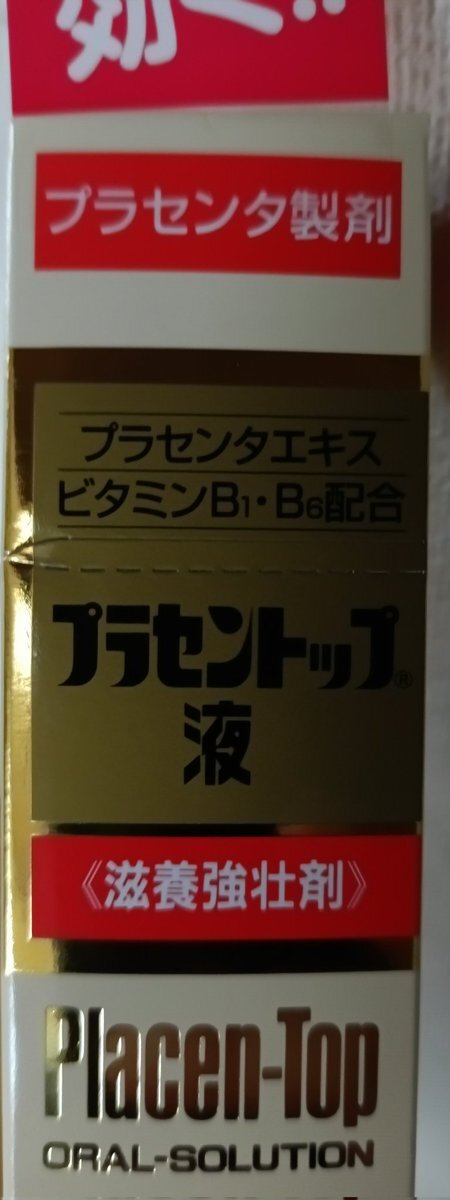 効く!!
プラセンタ製剤
プラセンタエキス
ビタミンB1・B6配合
プラセントップ®
液
《滋養強壮剤》
Placen-Top
ORAL-SOLUTION